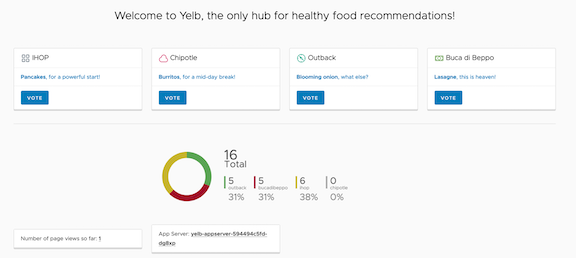 Welcome to Yelb, the only hub for healthy food recommendations!
IHOP
Pancakes, for a powerful start!
VOTE
Chipotle
Burritos, for a mid-day break!
VOTE
Outback
Blooming onion, what else?
VOTE
Buca di Beppo
Lasagne, this is heaven!
VOTE
16
Total
5
outback
31%
5
bucadibeppo
31%
6
ihop
38%
0
chipotle
0%
Number of page views so far: 1
App Server: yelb-appserver-594494c5fd-
dg8xp